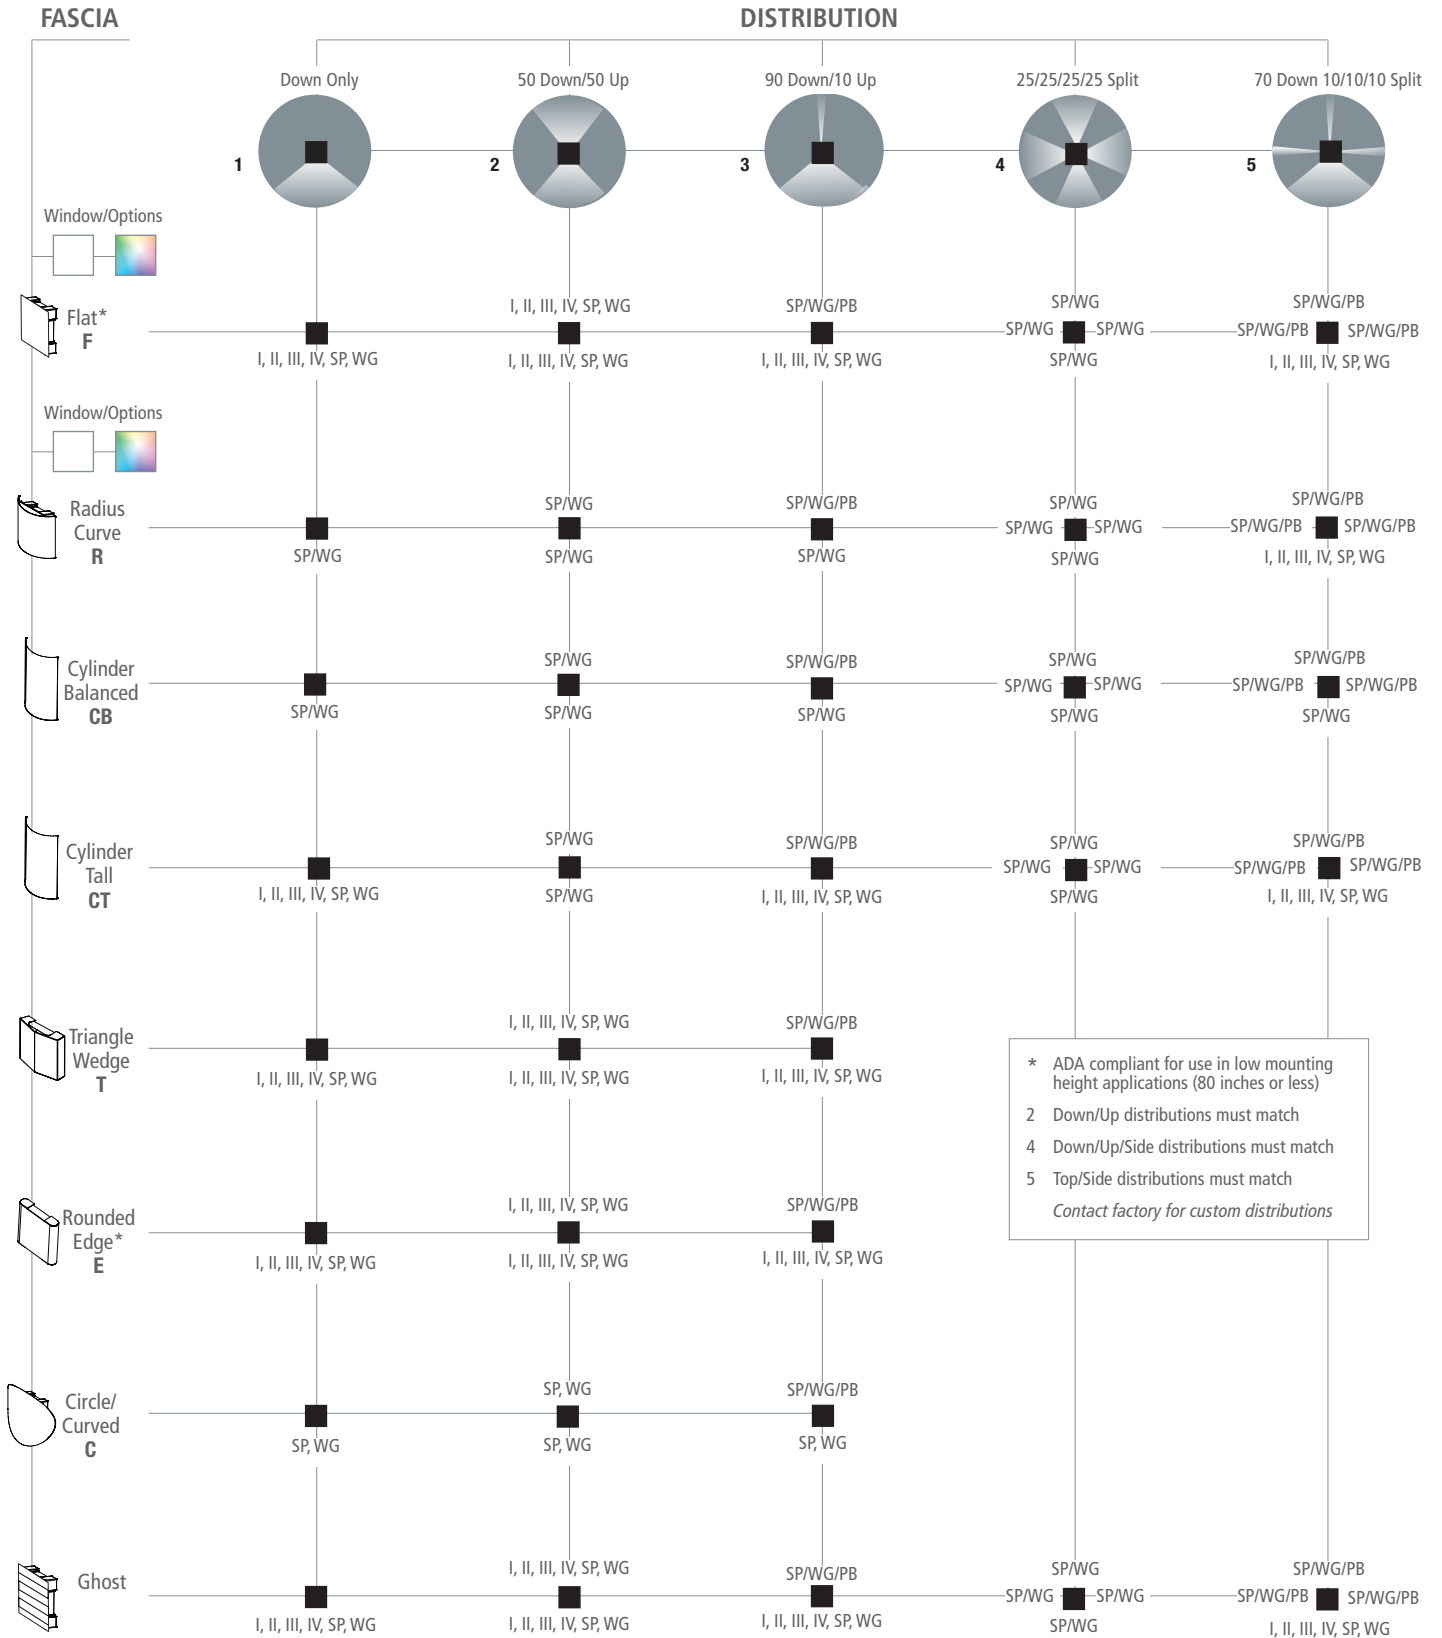 FASCIA
DISTRIBUTION
Down Only
50 Down/50 Up
90 Down/10 Up
25/25/25/25 Split
70 Down 10/10/10 Split
1
2
3
4
5
Window/Options
Flat*
F
I, II, III, IV, SP, WG
I, II, III, IV, SP, WG
I, II, III, IV, SP, WG
SP/WG/PB
I, II, III, IV, SP, WG
SP/WG
SP/WG
SP/WG
SP/WG
SP/WG/PB
SP/WG/PB
SP/WG/PB
I, II, III, IV, SP, WG
Window/Options
Radius
Curve
R
SP/WG
SP/WG
SP/WG
SP/WG/PB
SP/WG
SP/WG
SP/WG
SP/WG
SP/WG
SP/WG/PB
SP/WG/PB
SP/WG/PB
I, II, III, IV, SP, WG
Cylinder
Balanced
CB
SP/WG
SP/WG
SP/WG
SP/WG/PB
SP/WG
SP/WG
SP/WG
SP/WG
SP/WG
SP/WG/PB
SP/WG/PB
SP/WG/PB
SP/WG
Cylinder
Tall
CT
I, II, III, IV, SP, WG
SP/WG
SP/WG
SP/WG/PB
I, II, III, IV, SP, WG
SP/WG
SP/WG
SP/WG
SP/WG
SP/WG/PB
SP/WG/PB
SP/WG/PB
I, II, III, IV, SP, WG
Triangle
Wedge
T
I, II, III, IV, SP, WG
I, II, III, IV, SP, WG
I, II, III, IV, SP, WG
SP/WG/PB
I, II, III, IV, SP, WG
* ADA compliant for use in low mounting
height applications (80 inches or less)
2 Down/Up distributions must match
4 Down/Up/Side distributions must match
5 Top/Side distributions must match
Contact factory for custom distributions
Rounded
Edge*
E
I, II, III, IV, SP, WG
I, II, III, IV, SP, WG
I, II, III, IV, SP, WG
SP/WG/PB
I, II, III, IV, SP, WG
Circle/
Curved
C
SP, WG
SP, WG
SP, WG
SP/WG/PB
SP, WG
Ghost
I, II, III, IV, SP, WG
I, II, III, IV, SP, WG
I, II, III, IV, SP, WG
SP/WG/PB
I, II, III, IV, SP, WG
SP/WG
SP/WG
SP/WG
SP/WG
SP/WG/PB
SP/WG/PB
SP/WG/PB
I, II, III, IV, SP, WG